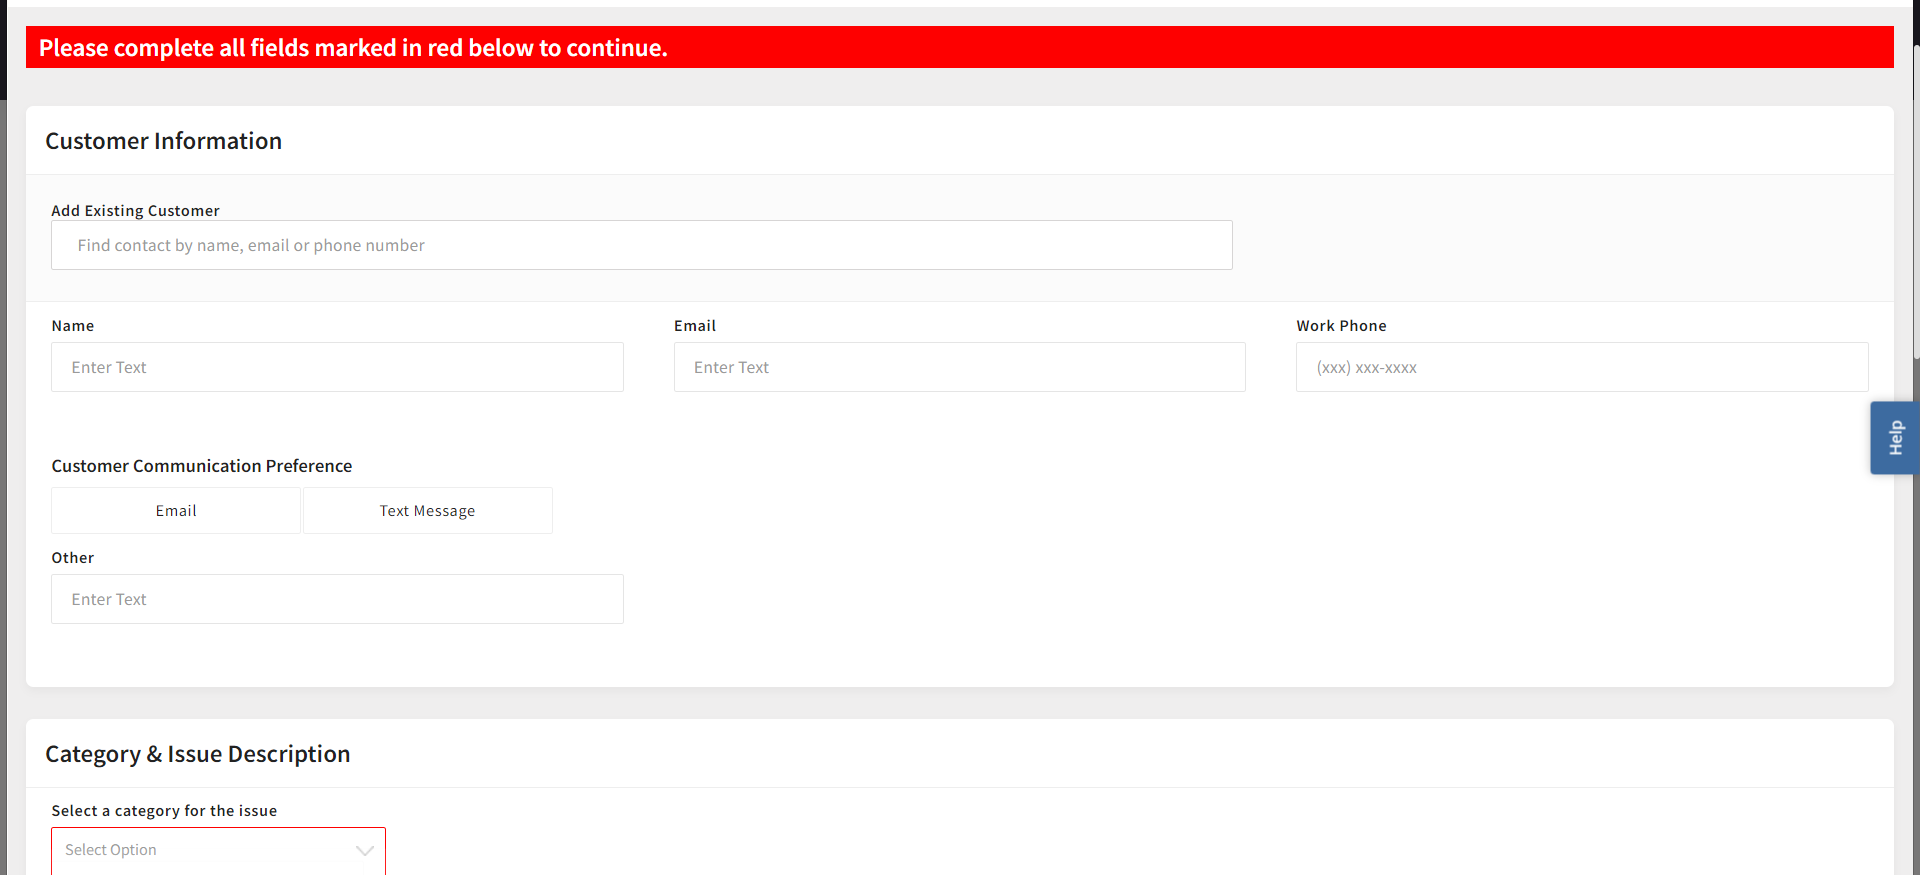 Please complete all fields marked in red below to continue.
Customer Information
Add Existing Customer
Find contact by name, email or phone number
Name
Email
Work Phone
Enter Text
Enter Text
(xxx) xxx-xxxx
Help
Customer Communication Preference
Email
Text Message
Other
Enter Text
Category & Issue Description
Select a category for the issue
Select Option